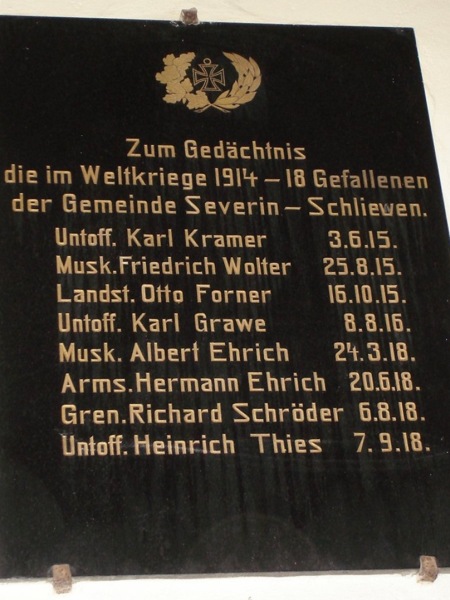 Zum Gedächtnis
die im Weltkriege 1914 – 18 Gefallenen
der Gemeinde Severin – Schliewen.
Untoff. Karl Kramer 3.6.15.
Musk. Friedrich Wolter 25.8.15.
Landst. Otto Forner 16.10.15.
Untoff. Karl Grawe 8.8.16.
Musk. Albert Ehrich 24.3.18.
Arms. Hermann Ehrich 20.6.18.
Gren. Richard Schröder 6.8.18.
Untoff. Heinrich Thies 7.9.18.